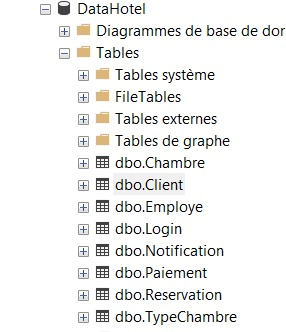 DataHotel
Diagrammes de base de dor
Tables
Tables système
FileTables
Tables externes
Tables de graphe
dbo.Chambre
dbo.Client
dbo.Employe
dbo.Login
dbo.Notification
dbo.Paiement
dbo.Reservation
dbo.TypeChambre